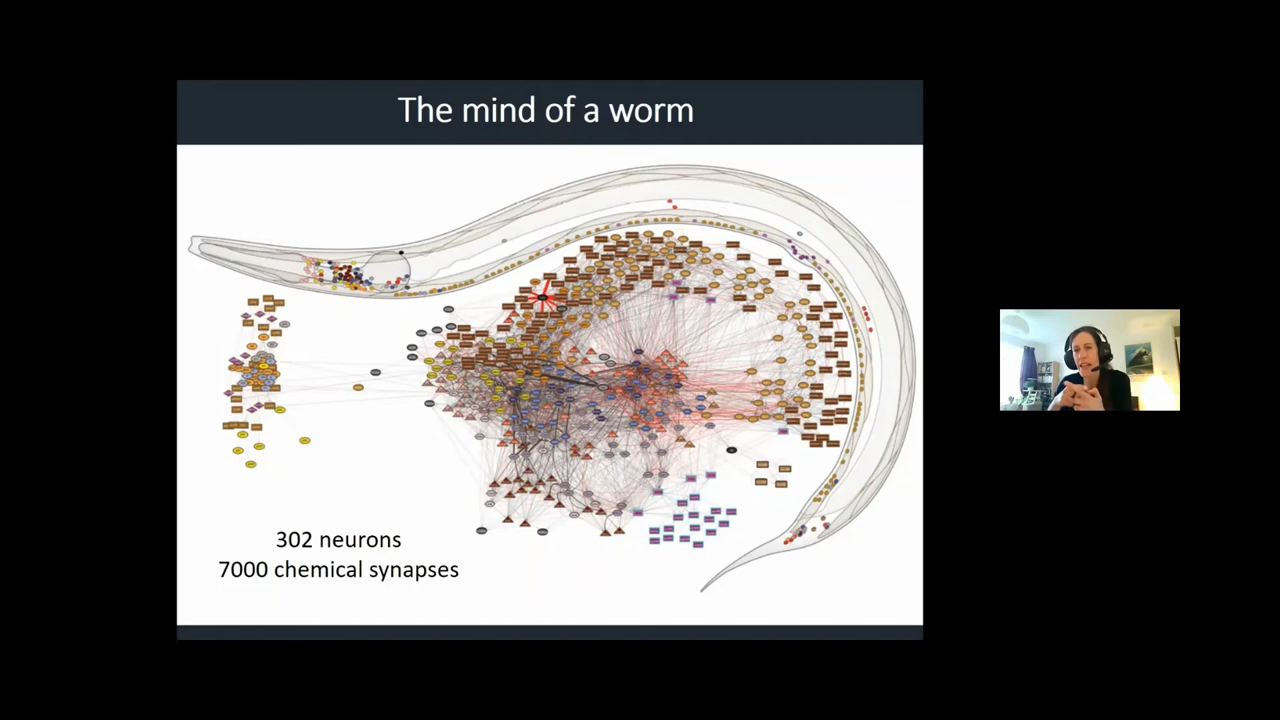 The mind of a worm
302 neurons
7000 chemical synapses